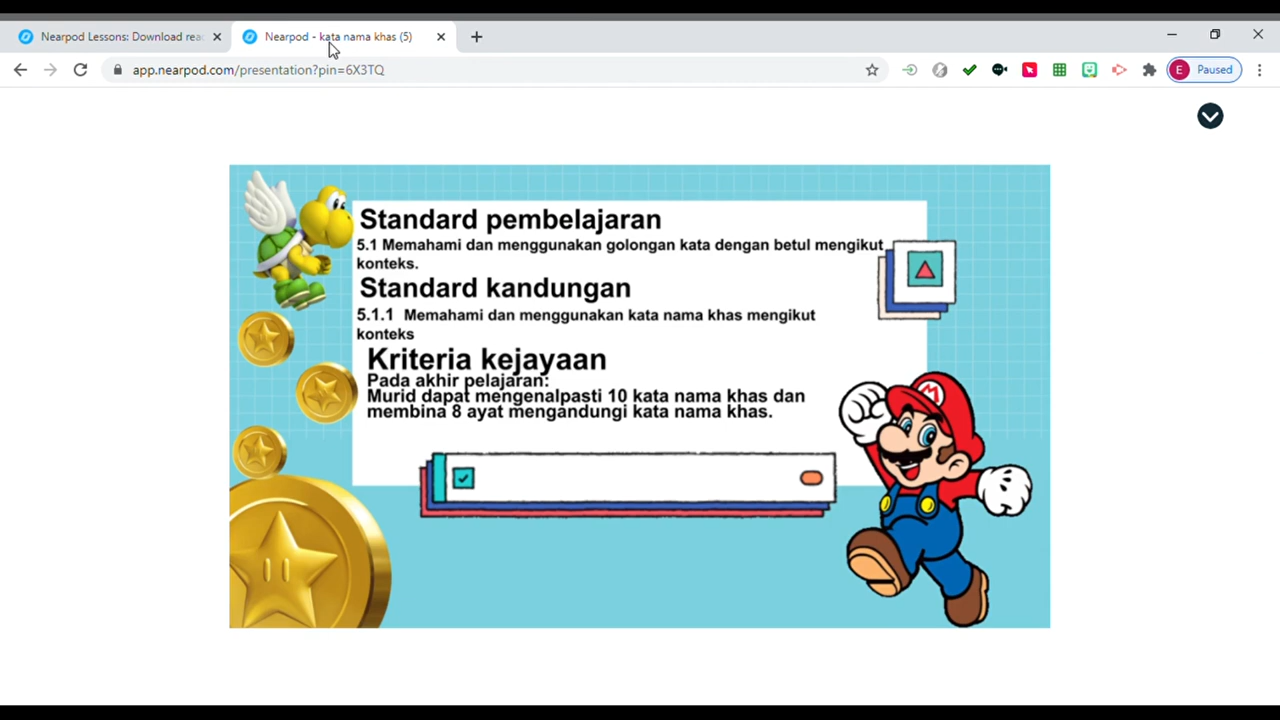 Nearpod Lessons: Download rea
Nearpod - kata nama khas (5)
app.nearpod.com/presentation?pin=6X3TQ
E
Paused
Standard pembelajaran
5.1 Memahami dan menggunakan golongan kata dengan betul mengikut
konteks.
Standard kandungan
5.1.1 Memahami dan menggunakan kata nama khas mengikut
konteks
Kriteria kejayaan
Pada akhir pelajaran:
Murid dapat mengenalpasti 10 kata nama khas dan
membina 8 ayat mengandungi kata nama khas.
M